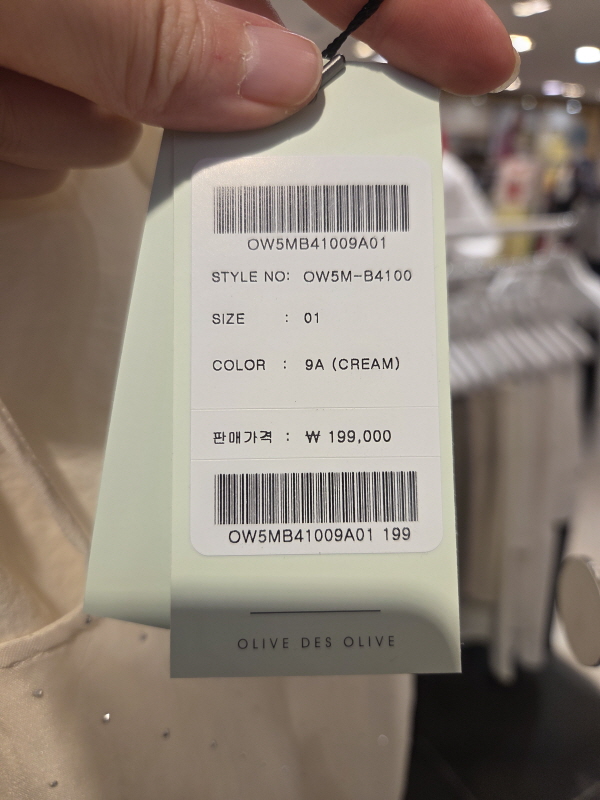 OW5MB41009A01
STYLE NO: OW5M-B4100
SIZE : 01
COLOR : 9A (CREAM)
판매가격 : ₩ 199,000
OW5MB41009A01 199
OLIVE DES OLIVE